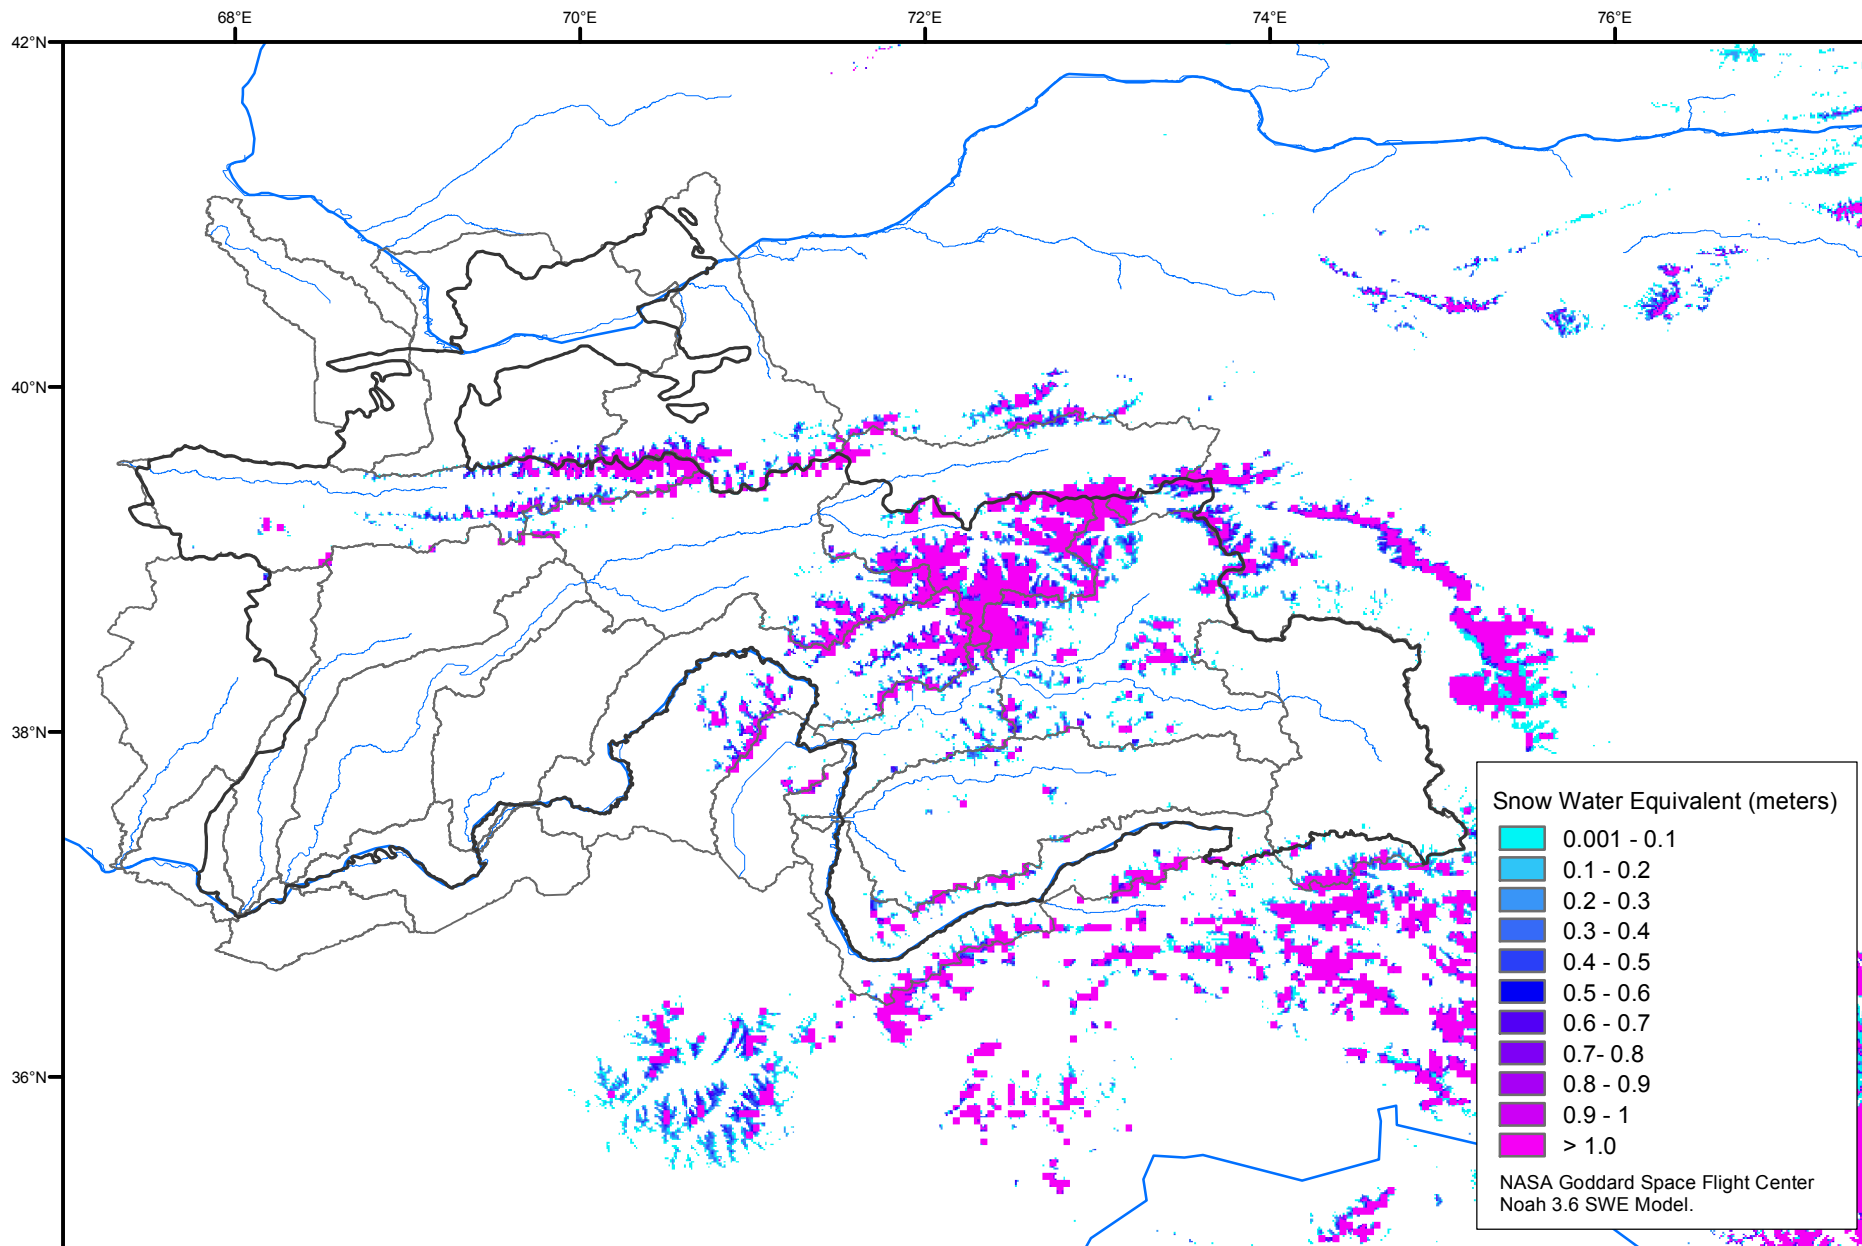 68°E
70°E
72°E
74°E
76°E
42°N
40°N
38°N
36°N
Snow Water Equivalent (meters)
0.001 - 0.1
0.1 - 0.2
0.2 - 0.3
0.3 - 0.4
0.4 - 0.5
0.5 - 0.6
0.6 - 0.7
0.7- 0.8
0.8 - 0.9
0.9 - 1
> 1.0
NASA Goddard Space Flight Center
Noah 3.6 SWE Model.